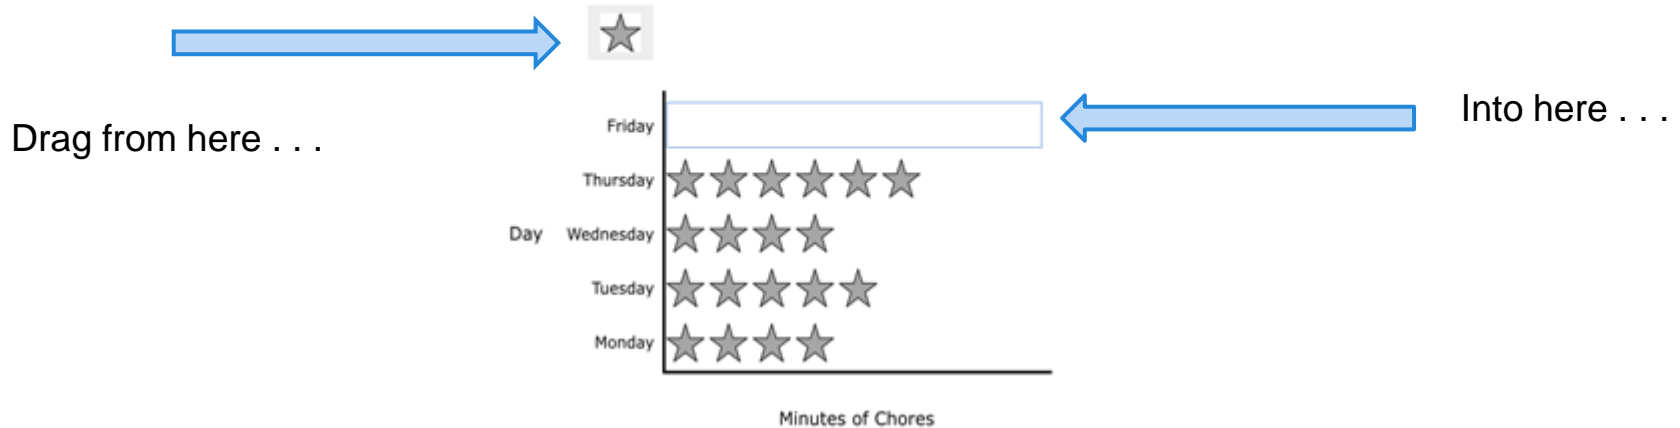 Drag from here . . .
Into here . . .
Friday
Thursday
Day
Wednesday
Tuesday
Monday
Minutes of Chores